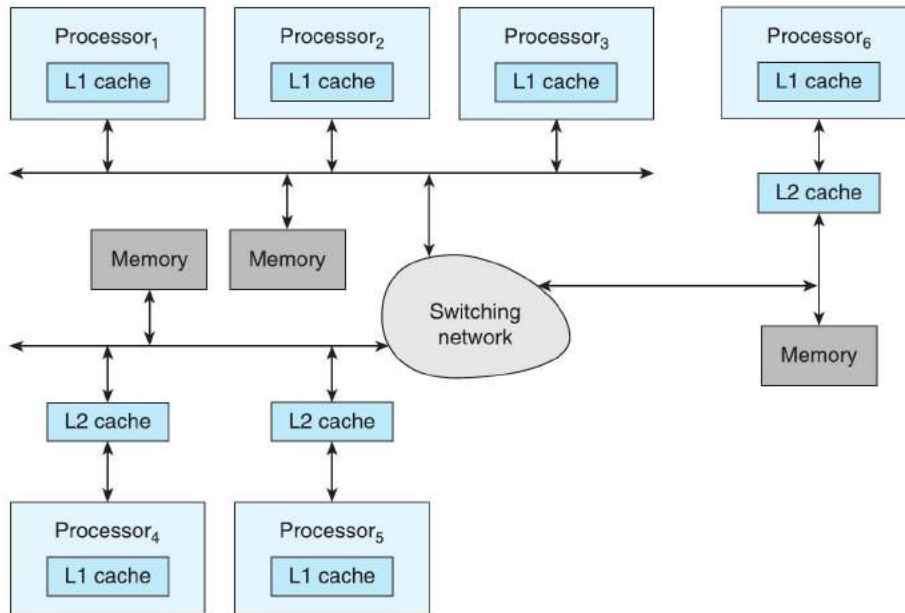 Processor₁
L1 cache
Processor₂
L1 cache
Processor₃
L1 cache
Processor₆
L1 cache
L2 cache
Memory
Memory
Switching
network
Memory
L2 cache
L2 cache
Processor₄
L1 cache
Processor₅
L1 cache